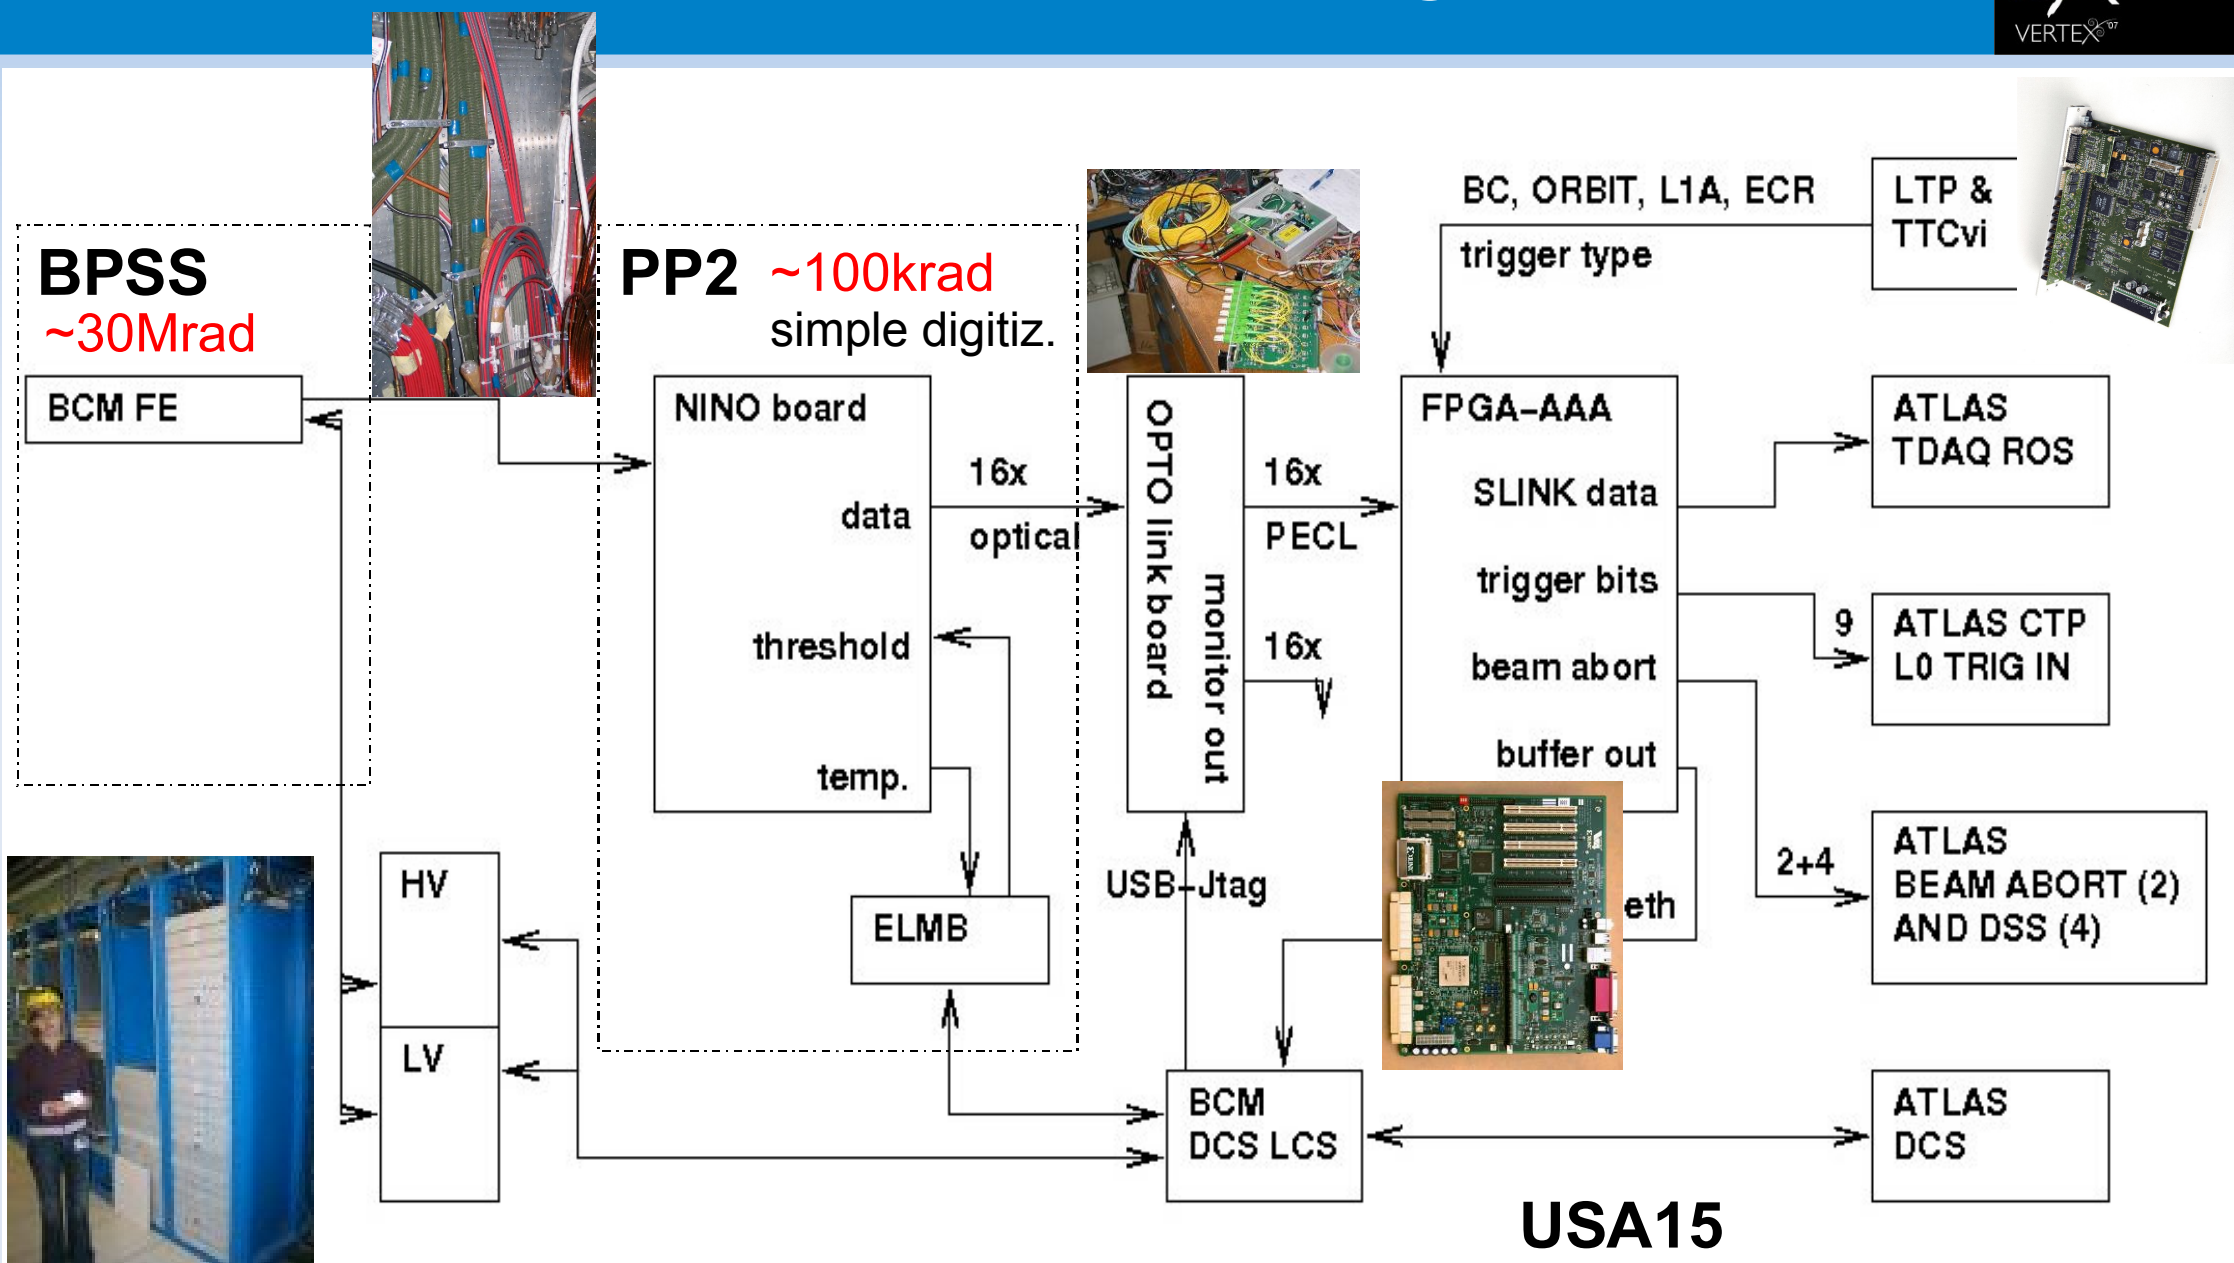 VERTEX '07
BPSS
~30Mrad
BCM FE
PP2
~100krad
simple digitiz.
NINO board
data
threshold
temp.
16x
optical
ELMB
HV
LV
OPTO link board
monitor out
16x
PECL
16x
USB-Jtag
BC, ORBIT, L1A, ECR
trigger type
LTP &
TTCvi
FPGA-AAA
SLINK data
trigger bits
beam abort
buffer out
eth
ATLAS
TDAQ ROS
9
ATLAS CTP
L0 TRIG IN
2+4
ATLAS
BEAM ABORT (2)
AND DSS (4)
BCM
DCS LCS
ATLAS
DCS
USA15